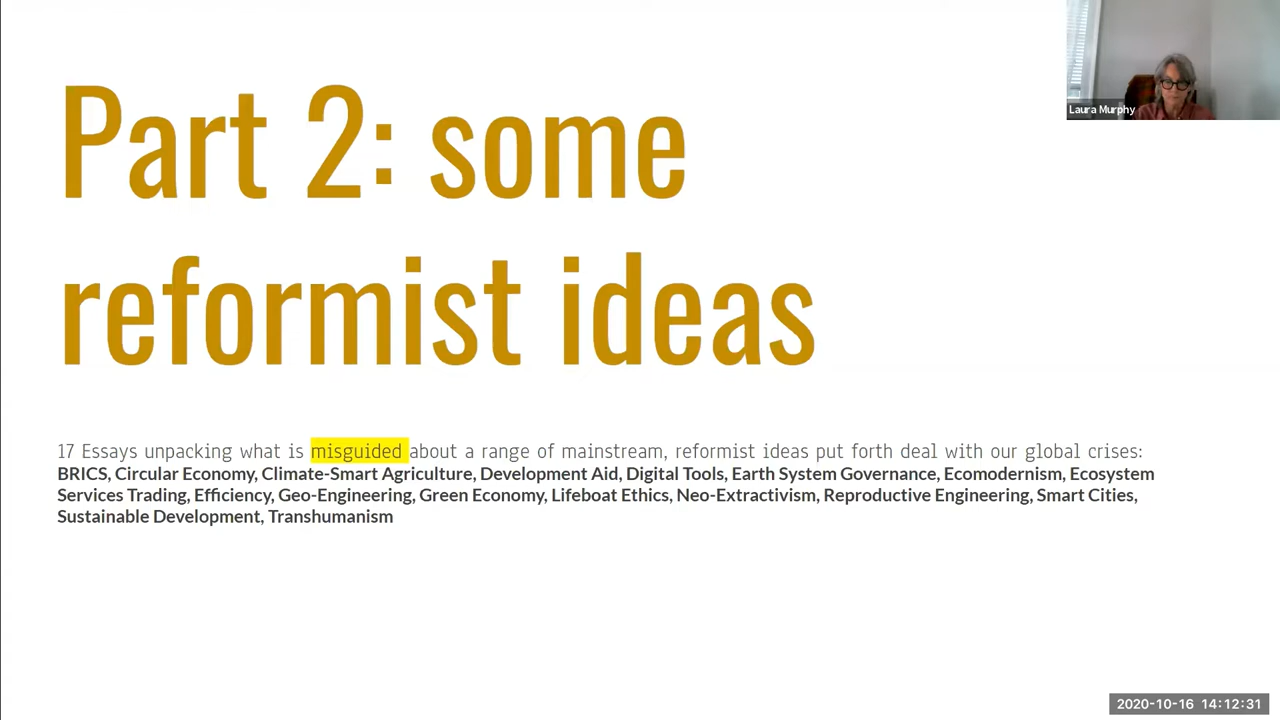 Part 2: some
reformist ideas
Laura Murphy
17 Essays unpacking what is misguided about a range of mainstream, reformist ideas put forth deal with our global crises:
BRICS, Circular Economy, Climate-Smart Agriculture, Development Aid, Digital Tools, Earth System Governance, Ecomodernism, Ecosystem
Services Trading, Efficiency, Geo-Engineering, Green Economy, Lifeboat Ethics, Neo-Extractivism, Reproductive Engineering, Smart Cities,
Sustainable Development, Transhumanism
2020-10-16 14:12:31